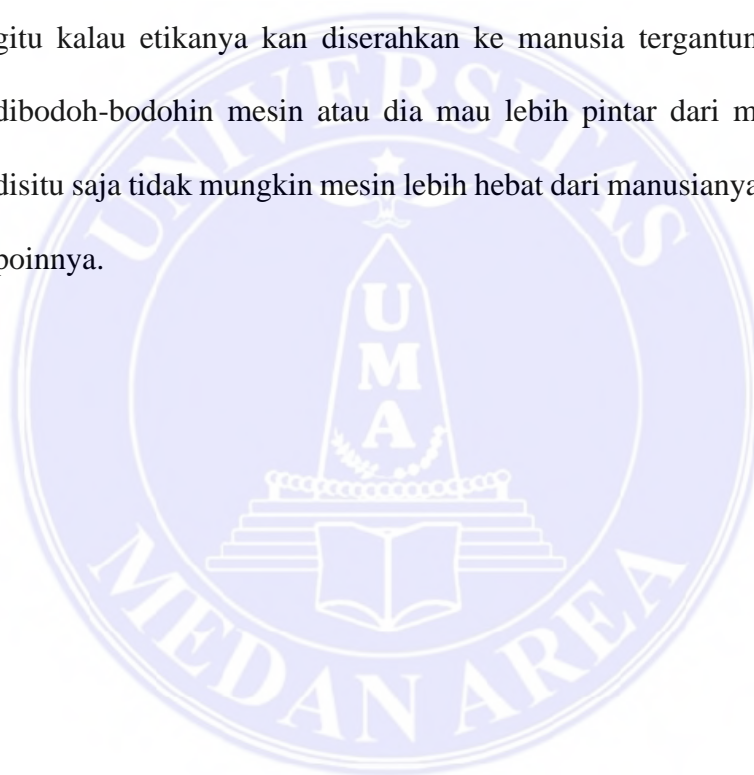 gitu kalau etikanya kan diserahkan ke manusia tergantun
dibodoh-bodohin mesin atau dia mau lebih pintar dari m
disitu saja tidak mungkin mesin lebih hebat dari manusianya
poinnya.
UNIVERSITAS
UMA
MEDAN AREA